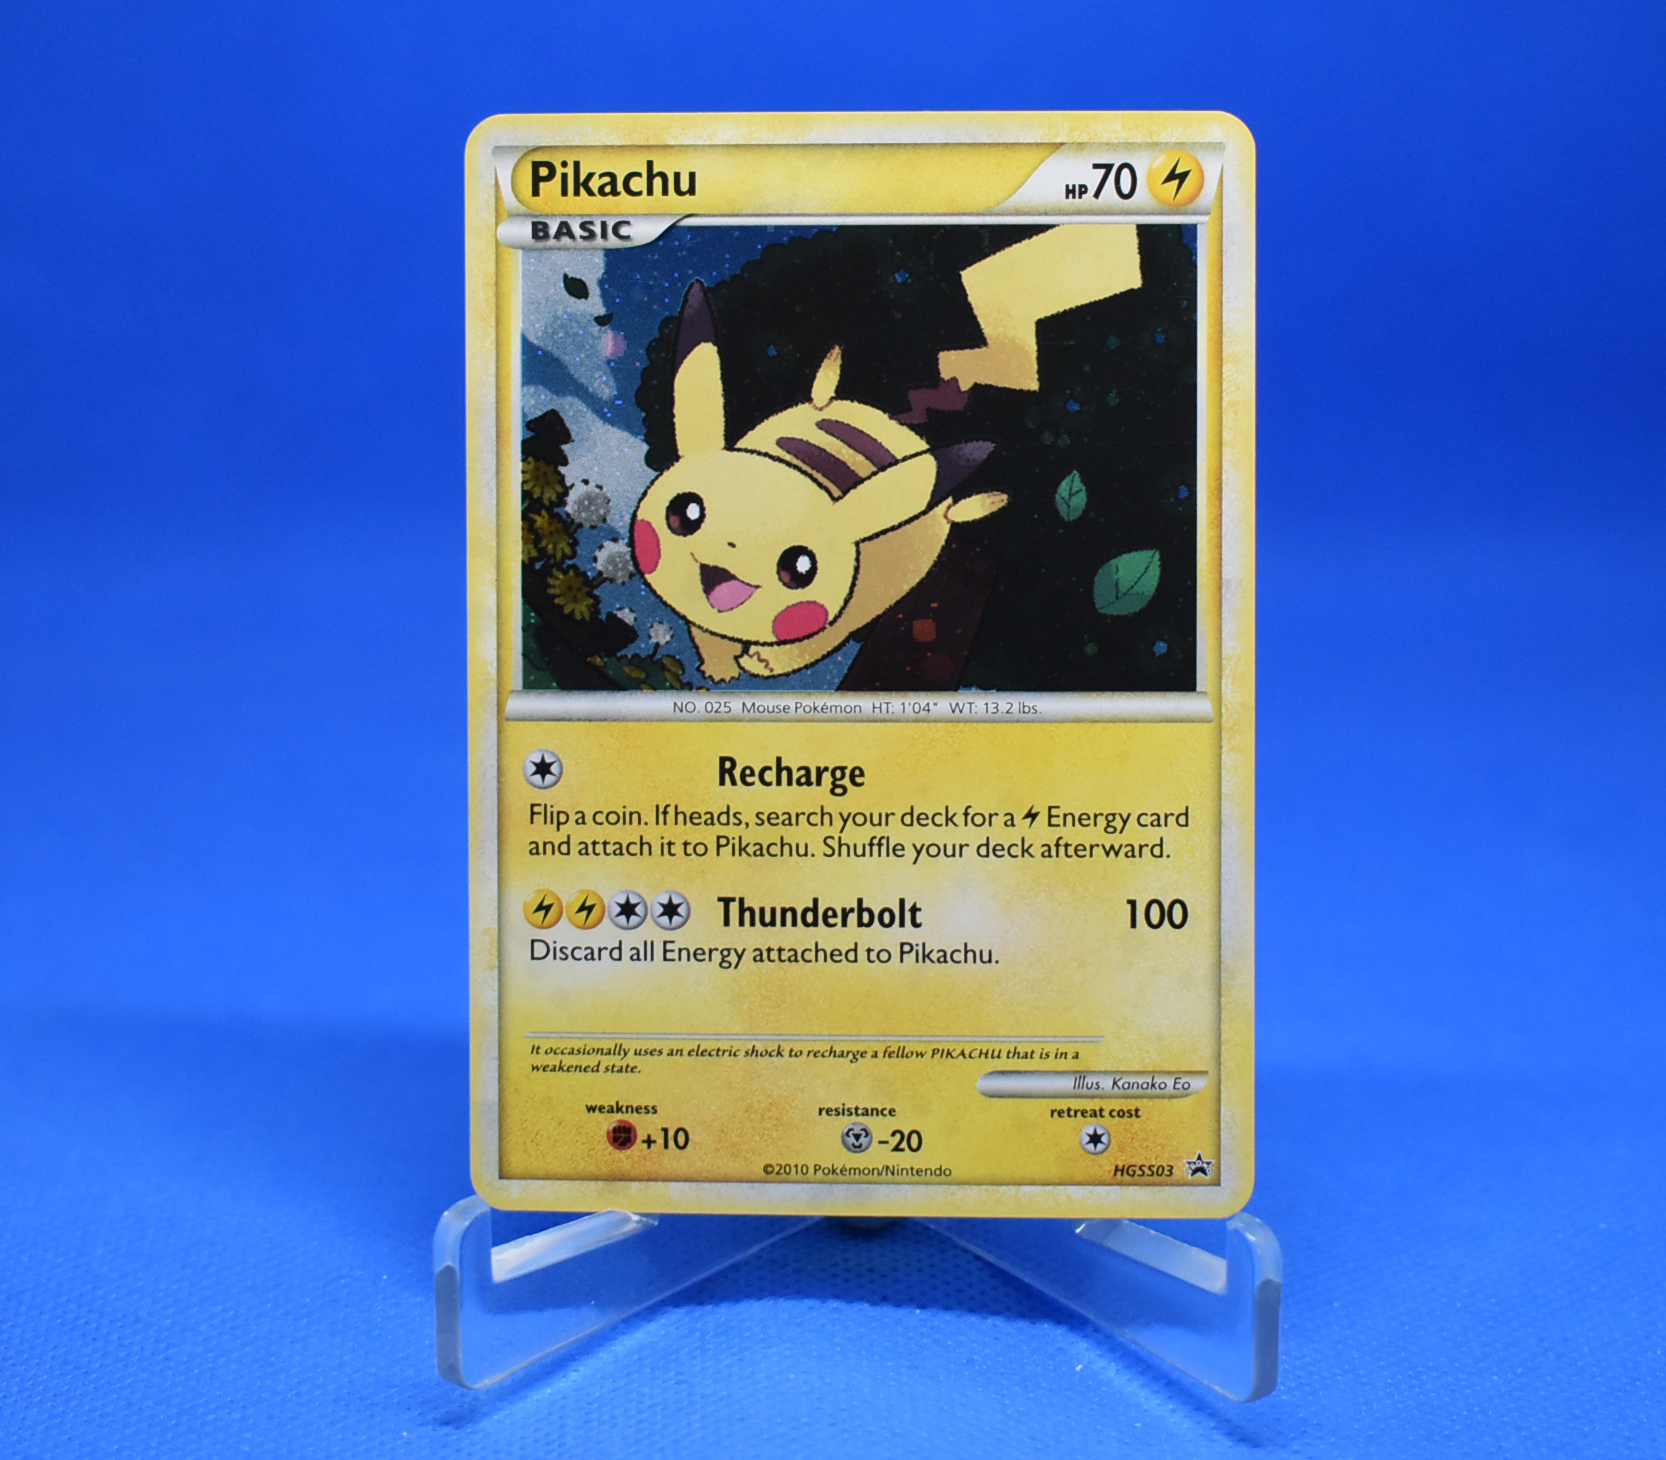 Pikachu HP 70
BASIC
NO. 025 Mouse Pokémon HT: 1'04" WT: 13.2 lbs.
Recharge
Flip a coin. If heads, search your deck for a Energy card
and attach it to Pikachu. Shuffle your deck afterward.
Thunderbolt 100
Discard all Energy attached to Pikachu.
It occasionally uses an electric shock to recharge a fellow PIKACHU that is in a
weakened state.
Illus. Kanako Eo
weakness resistance retreat cost
+10 -20
©2010 Pokémon/Nintendo HGSS03